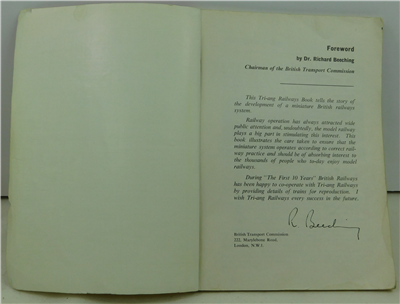 Foreword
by Dr. Richard Beeching
Chairman of the British Transport Commission
This Tri-ang Railways Book tells the story of
the development of a miniature British railways
system.
Railway operation has always attracted wide
public attention and, undoubtedly, the model railway
plays a big part in stimulating this interest. This
book illustrates the care taken to ensure that the
miniature system operates according to correct rail-
way practice and should be of absorbing interest to
the thousands of people who to-day enjoy model
railways.
During "The First 10 Years" British Railways
has been happy to co-operate with Tri-ang Railways
by providing details of trains for reproduction. I
wish Tri-ang Railways every success in the future.
R. Beeching
British Transport Commission
222, Marylebone Road,
London, N.W.1.